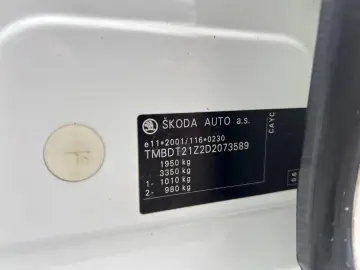 ŠKODA AUTO a.s.
e11*2001/116*0230
TMBDT21Z2D2073589
1950 kg
3350 kg
1- 1010 kg
2- 980 kg
CAYC